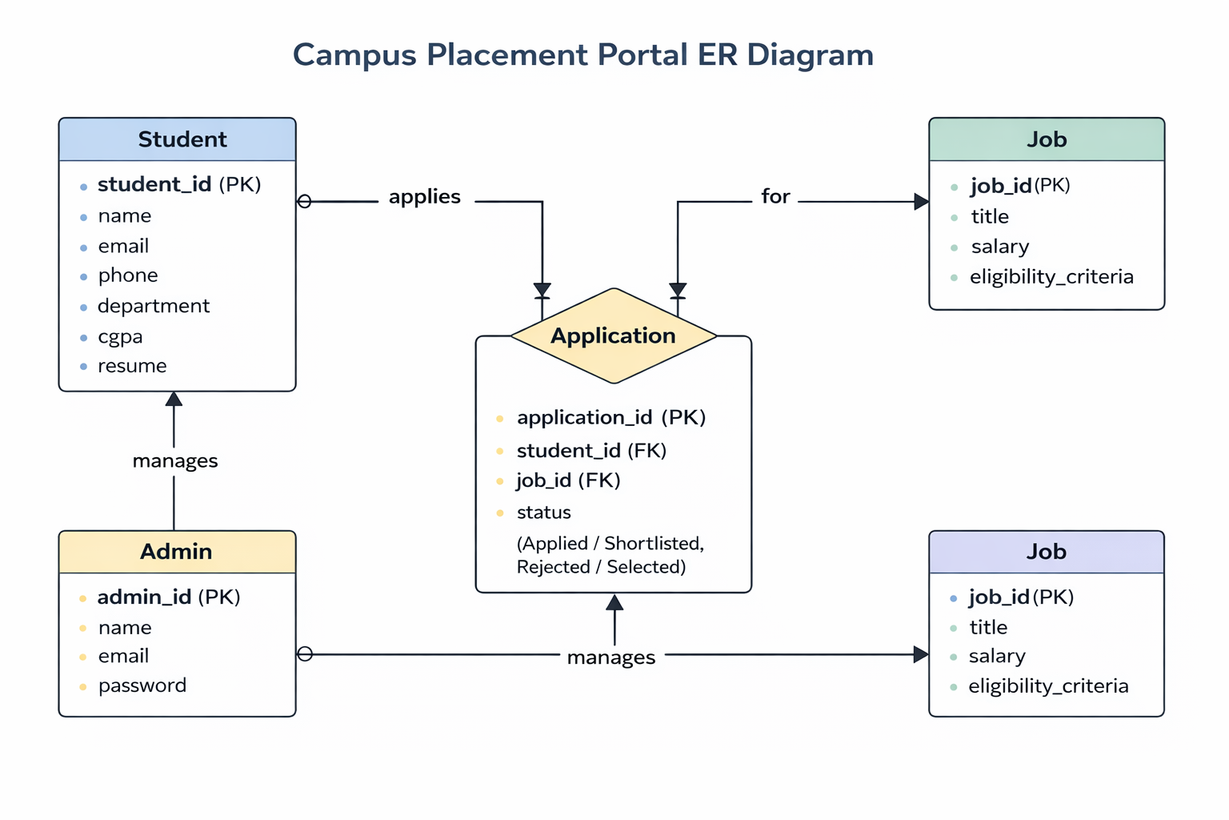 Campus Placement Portal ER Diagram
Student
student_id (PK)
name
email
phone
department
cgpa
resume
applies
for
Job
job_id(PK)
title
salary
eligibility_criteria
Application
application_id (PK)
student_id (FK)
job_id (FK)
status
(Applied / Shortlisted,
Rejected / Selected)
manages
Admin
admin_id (PK)
name
email
password
manages
Job
job_id(PK)
title
salary
eligibility_criteria